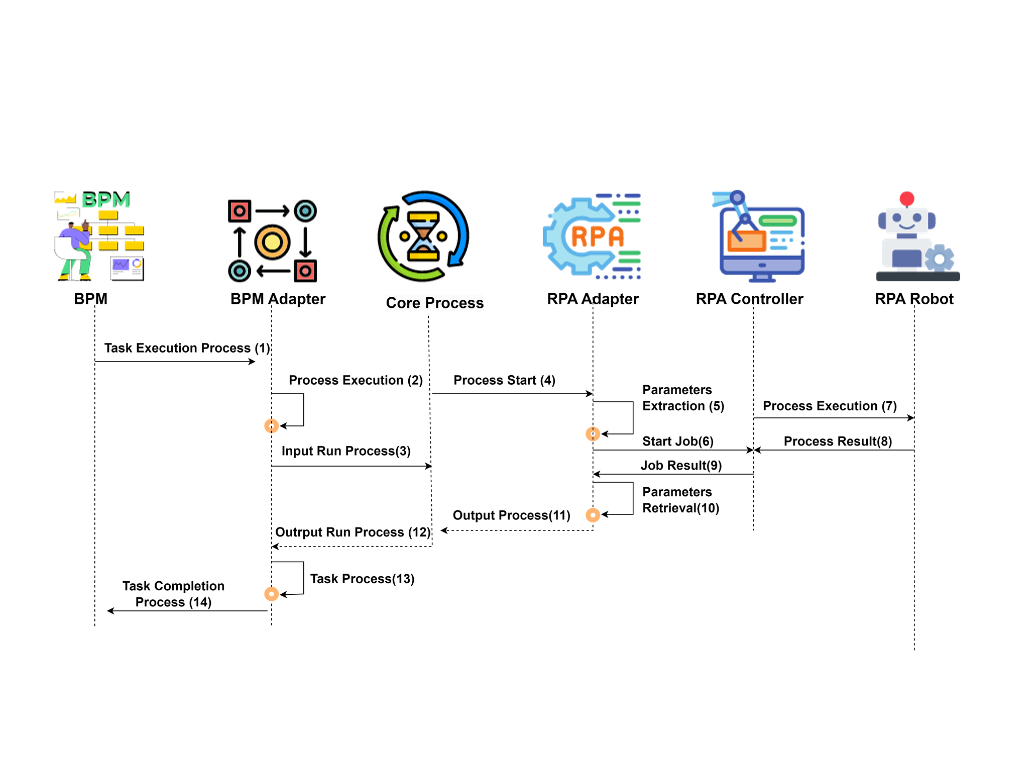 BPM
RPA
BPM
BPM Adapter
Core Process
RPA Adapter
RPA Controller
RPA Robot
Task Execution Process (1)
Process Execution (2)
Process Start (4)
Parameters
Extraction (5)
Process Execution (7)
Input Run Process(3)
Start Job(6)
Process Result(8)
Job Result(9)
Parameters
Retrieval(10)
Output Process(11)
Outrput Run Process (12)
Task Process(13)
Task Completion
Process (14)